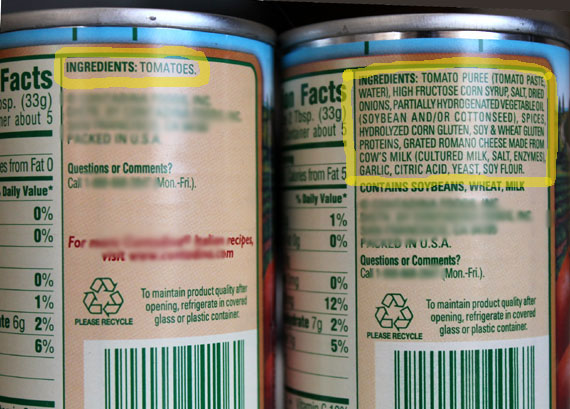 Facts
bsp. (33g)
ner about 5
INGREDIENTS: TOMATOES.
PACKED IN U.S.A.
Questions or Comments?
Call (Mon.-Fri.).
es from Fat 0
Daily Value*
0%
0%
For more Contadina® Italian recipes,
visit www.contadina.com
0%
1%
6g 2%
6%
PLEASE RECYCLE
To maintain product quality after
opening, refrigerate in covered
glass or plastic container.
Facts
Tbsp. (33g)
about 5
INGREDIENTS: TOMATO PUREE (TOMATO PASTE,
WATER), HIGH FRUCTOSE CORN SYRUP, SALT, DRIED
ONIONS, PARTIALLY HYDROGENATED VEGETABLE OIL
(SOYBEAN AND/OR COTTONSEED), SPICES,
HYDROLYZED CORN GLUTEN, SOY & WHEAT GLUTEN
PROTEINS, GRATED ROMANO CHEESE MADE FROM
COW'S MILK (CULTURED MILK, SALT, ENZYMES),
GARLIC, CITRIC ACID, YEAST, SOY FLOUR.
CONTAINS SOYBEANS, WHEAT, MILK
PACKED IN U.S.A.
Questions or Comments?
Call (Mon.-Fri.).
from Fat 5
% Daily Value*
1%
0%
0%
12%
7g 2%
5%
PLEASE RECYCLE
To maintain product quality after
opening, refrigerate in covered
glass or plastic container.
Vitamin C